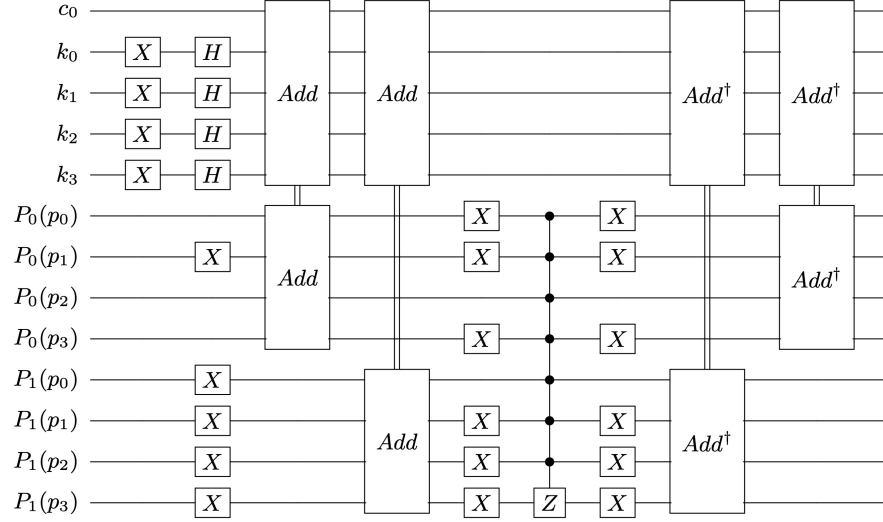 c₀
k₀ X H
k₁ X H Add Add Add† Add†
k₂ X H
k₃ X H
P₀(p₀) X X
P₀(p₁) X X X
Add Add†
P₀(p₂)
P₀(p₃) X X
P₁(p₀) X
P₁(p₁) X X X
Add Add†
P₁(p₂) X X X
P₁(p₃) X X Z X